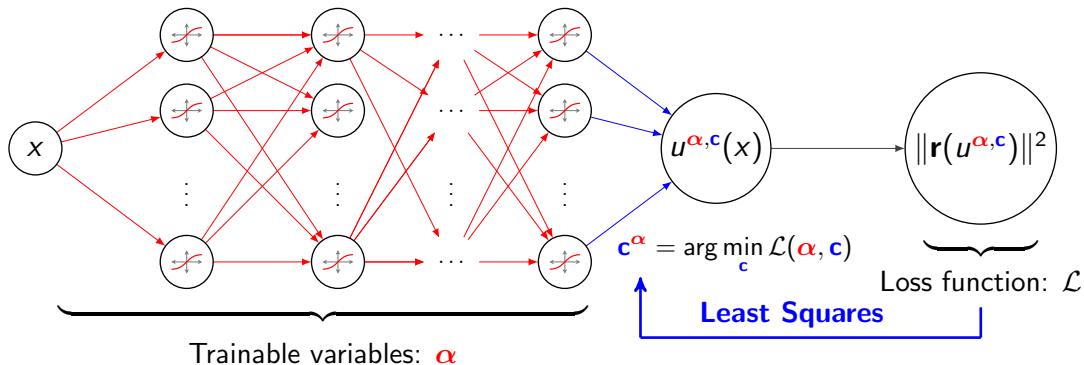 x
⋮ ⋮ ⋮ ⋮
⋯
⋯
⋯
u^{α,c}(x)
‖r(u^{α,c})‖²
c^α = arg min_c ℒ(α, c)
Loss function: ℒ
Least Squares
Trainable variables: α